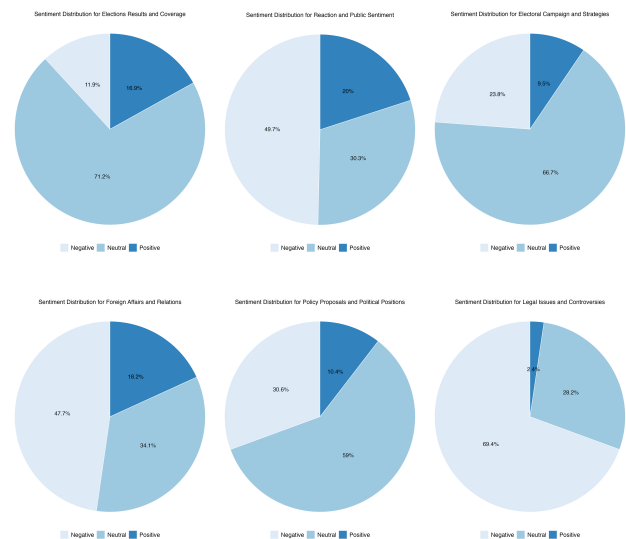 Sentiment Distribution for Elections Results and Coverage
11.9%
16.9%
71.2%
Negative Neutral Positive
Sentiment Distribution for Reaction and Public Sentiment
20%
49.7%
30.3%
Negative Neutral Positive
Sentiment Distribution for Electoral Campaign and Strategies
9.5%
23.8%
66.7%
Negative Neutral Positive
Sentiment Distribution for Foreign Affairs and Relations
18.2%
47.7%
34.1%
Negative Neutral Positive
Sentiment Distribution for Policy Proposals and Political Positions
10.4%
30.6%
59%
Negative Neutral Positive
Sentiment Distribution for Legal Issues and Controversies
2.4%
28.2%
69.4%
Negative Neutral Positive